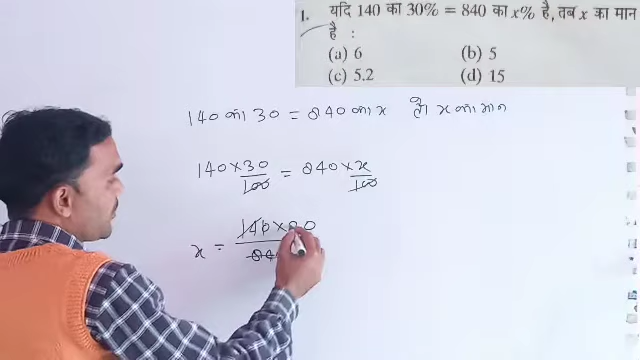 1. यदि 140 का 30% = 840 का x% है, तब x का मान
है :
(a) 6 (b) 5
(c) 5.2 (d) 15
140 का 30 = 840 का x है। x का मान
140 × 30/100 = 840 × x/100
x = 140 ×